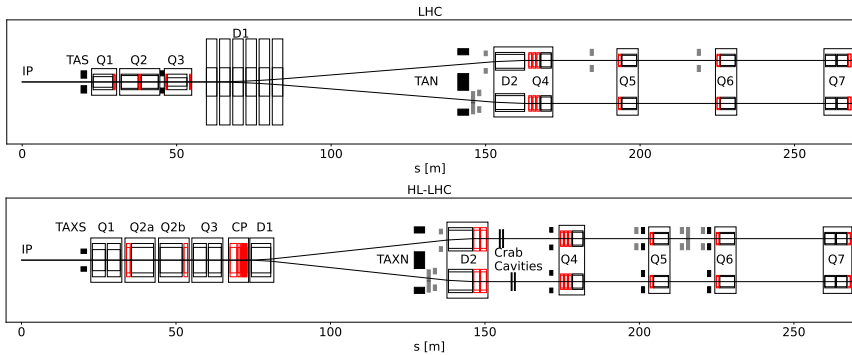 LHC
D1
TAS Q1 Q2 Q3
IP
TAN D2 Q4 Q5 Q6 Q7
0 50 100 150 200 250
s [m]
HL-LHC
TAXS Q1 Q2a Q2b Q3 CP D1
IP
TAXN D2 Crab Cavities Q4 Q5 Q6 Q7
0 50 100 150 200 250
s [m]